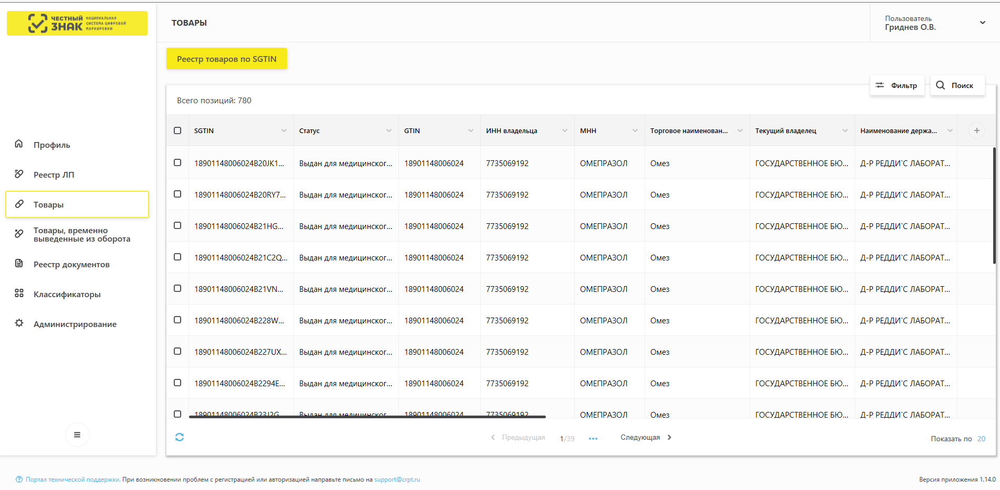 ЧЕСТНЫЙ ЗНАК НАЦИОНАЛЬНАЯ СИСТЕМА ЦИФРОВОЙ МАРКИРОВКИ
ТОВАРЫ
Пользователь
Гриднев О.В.
Реестр товаров по SGTIN
Фильтр
Поиск
Всего позиций: 780
Профиль
Реестр ЛП
Товары
Товары, временно
выведенные из оборота
Реестр документов
Классификаторы
Администрирование
SGTIN Статус GTIN ИНН владельца МНН Торговое наименован... Текущий владелец Наименование держа...
18901148006024B20JK1... Выдан для медицинског... 18901148006024 7735069192 ОМЕПРАЗОЛ Омез ГОСУДАРСТВЕННОЕ БЮ... Д-Р РЕДДИ`С ЛАБОРАТ...
18901148006024B20RY7... Выдан для медицинског... 18901148006024 7735069192 ОМЕПРАЗОЛ Омез ГОСУДАРСТВЕННОЕ БЮ... Д-Р РЕДДИ`С ЛАБОРАТ...
18901148006024B21HG... Выдан для медицинског... 18901148006024 7735069192 ОМЕПРАЗОЛ Омез ГОСУДАРСТВЕННОЕ БЮ... Д-Р РЕДДИ`С ЛАБОРАТ...
18901148006024B21C2Q... Выдан для медицинског... 18901148006024 7735069192 ОМЕПРАЗОЛ Омез ГОСУДАРСТВЕННОЕ БЮ... Д-Р РЕДДИ`С ЛАБОРАТ...
18901148006024B21VN... Выдан для медицинског... 18901148006024 7735069192 ОМЕПРАЗОЛ Омез ГОСУДАРСТВЕННОЕ БЮ... Д-Р РЕДДИ`С ЛАБОРАТ...
18901148006024B228W... Выдан для медицинског... 18901148006024 7735069192 ОМЕПРАЗОЛ Омез ГОСУДАРСТВЕННОЕ БЮ... Д-Р РЕДДИ`С ЛАБОРАТ...
18901148006024B227UX... Выдан для медицинског... 18901148006024 7735069192 ОМЕПРАЗОЛ Омез ГОСУДАРСТВЕННОЕ БЮ... Д-Р РЕДДИ`С ЛАБОРАТ...
18901148006024B2294E... Выдан для медицинског... 18901148006024 7735069192 ОМЕПРАЗОЛ Омез ГОСУДАРСТВЕННОЕ БЮ... Д-Р РЕДДИ`С ЛАБОРАТ...
18901148006024B23J2G... Выдан для медицинског... 18901148006024 7735069192 ОМЕПРАЗОЛ Омез ГОСУДАРСТВЕННОЕ БЮ... Д-Р РЕДДИ`С ЛАБОРАТ...
Предыдущая 1/39 ••• Следующая
Показать по 20
Портал технической поддержки. При возникновении проблем с регистрацией или авторизацией направьте письмо на support@crpt.ru
Версия приложения 1.14.0